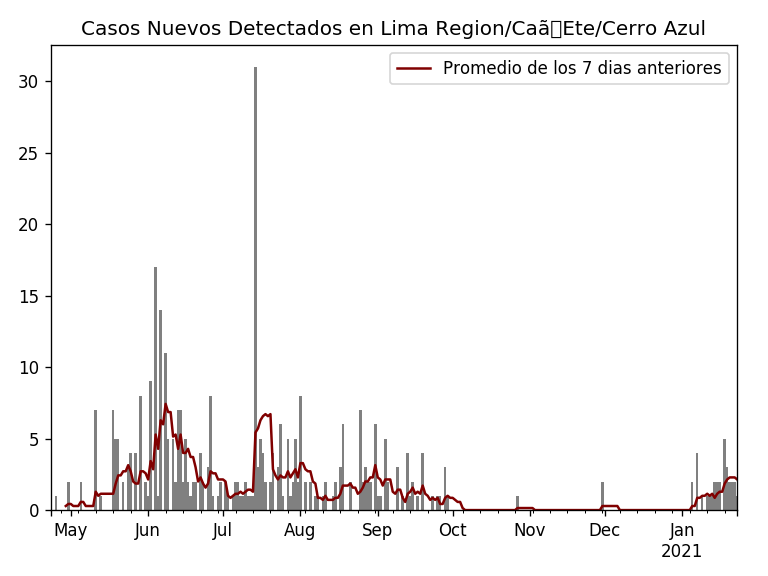 Casos Nuevos Detectados en Lima Region/Caã▯Ete/Cerro Azul
Promedio de los 7 dias anteriores
30
25
20
15
10
5
0
May Jun Jul Aug Sep Oct Nov Dec Jan
2021